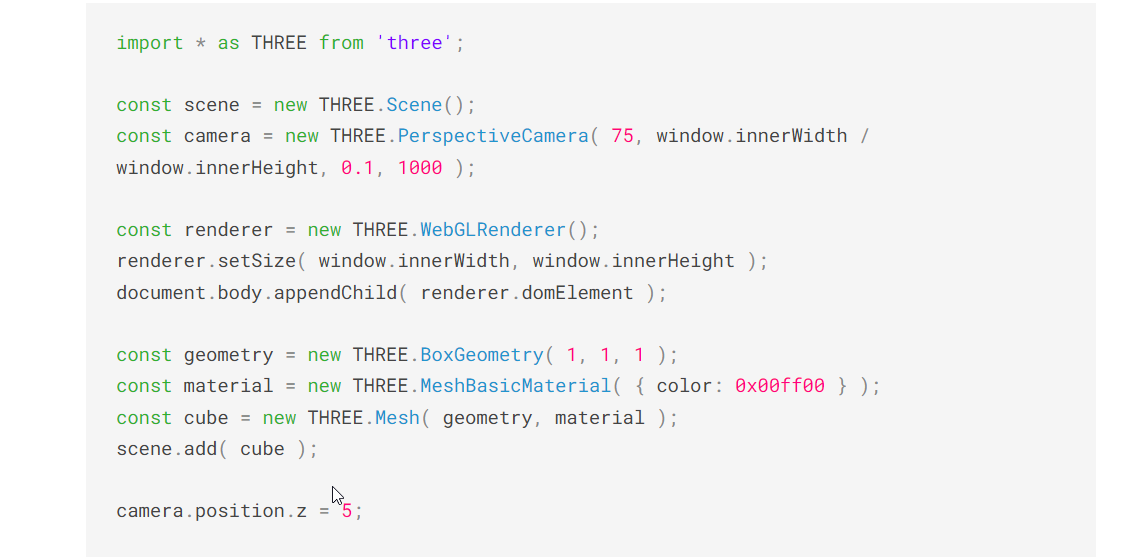 import * as THREE from 'three';
const scene = new THREE.Scene();
const camera = new THREE.PerspectiveCamera( 75, window.innerWidth /
window.innerHeight, 0.1, 1000 );
const renderer = new THREE.WebGLRenderer();
renderer.setSize( window.innerWidth, window.innerHeight );
document.body.appendChild( renderer.domElement );
const geometry = new THREE.BoxGeometry( 1, 1, 1 );
const material = new THREE.MeshBasicMaterial( { color: 0x00ff00 } );
const cube = new THREE.Mesh( geometry, material );
scene.add( cube );
camera.position.z = 5;